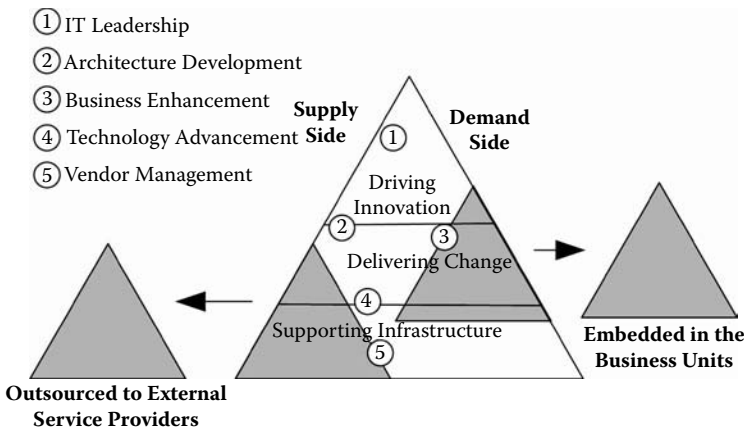 1 IT Leadership
2 Architecture Development
3 Business Enhancement
4 Technology Advancement
5 Vendor Management
Supply
Side
Demand
Side
1
Driving
Innovation
2
3
Delivering Change
4
Supporting Infrastructure
5
Outsourced to External
Service Providers
Embedded in the
Business Units